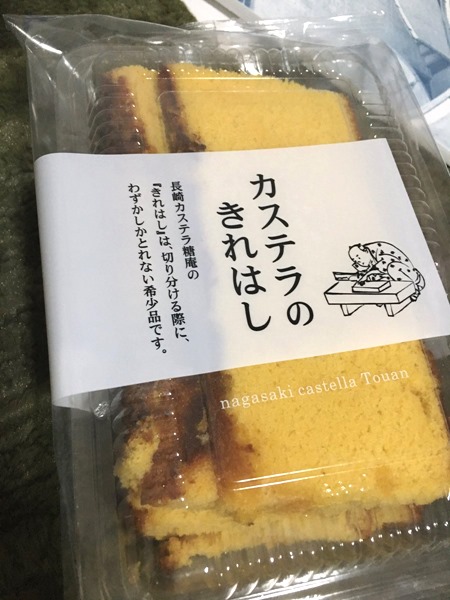 カステラの
きれはし
長崎カステラ糖庵の
『きれはし』は、切り分ける際に、
わずかしかとれない希少品です。
nagasaki castella Touan